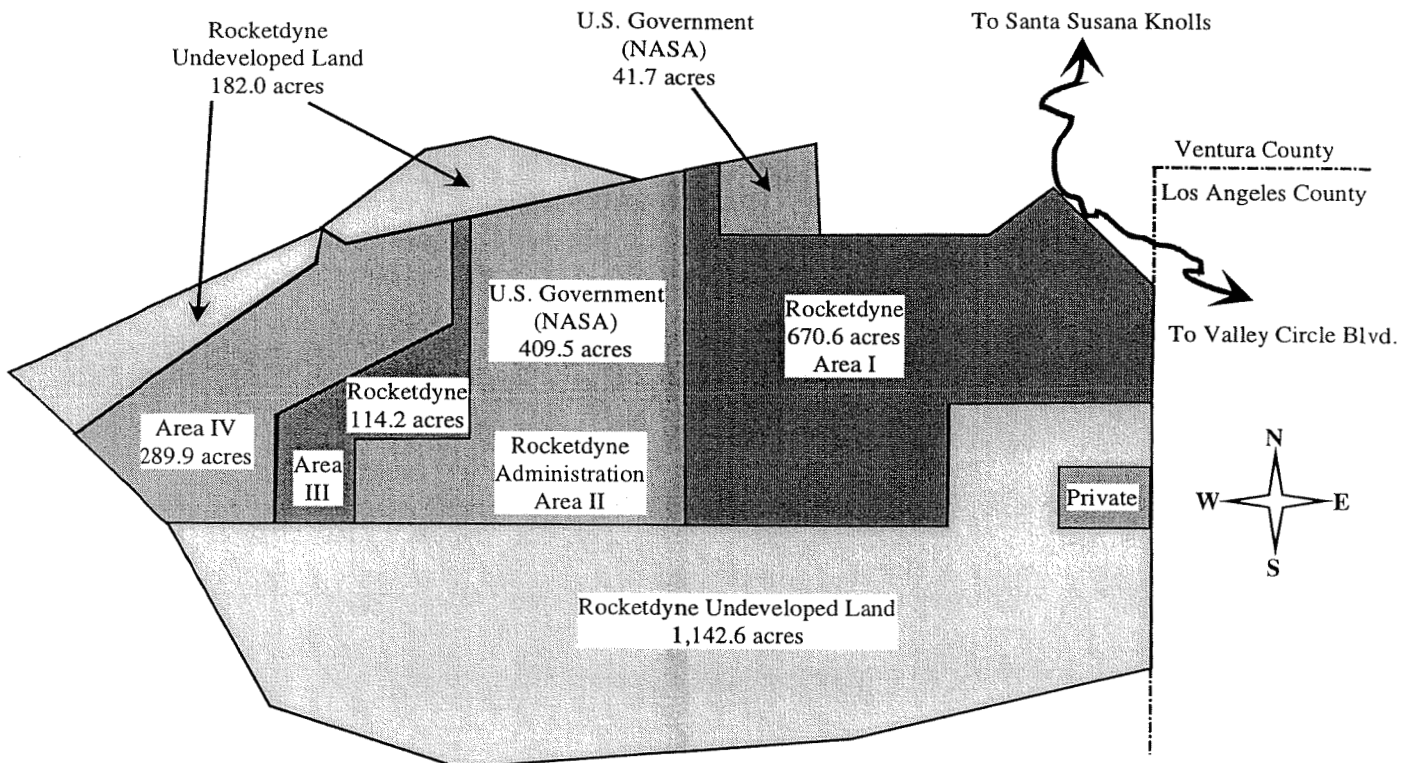 Rocketdyne
Undeveloped Land
182.0 acres
U.S. Government
(NASA)
41.7 acres
To Santa Susana Knolls
Ventura County
Los Angeles County
To Valley Circle Blvd.
U.S. Government
(NASA)
409.5 acres
Rocketdyne
670.6 acres
Area I
Rocketdyne
114.2 acres
Area IV
289.9 acres
Area
III
Rocketdyne
Administration
Area II
Private
N
W E
S
Rocketdyne Undeveloped Land
1,142.6 acres